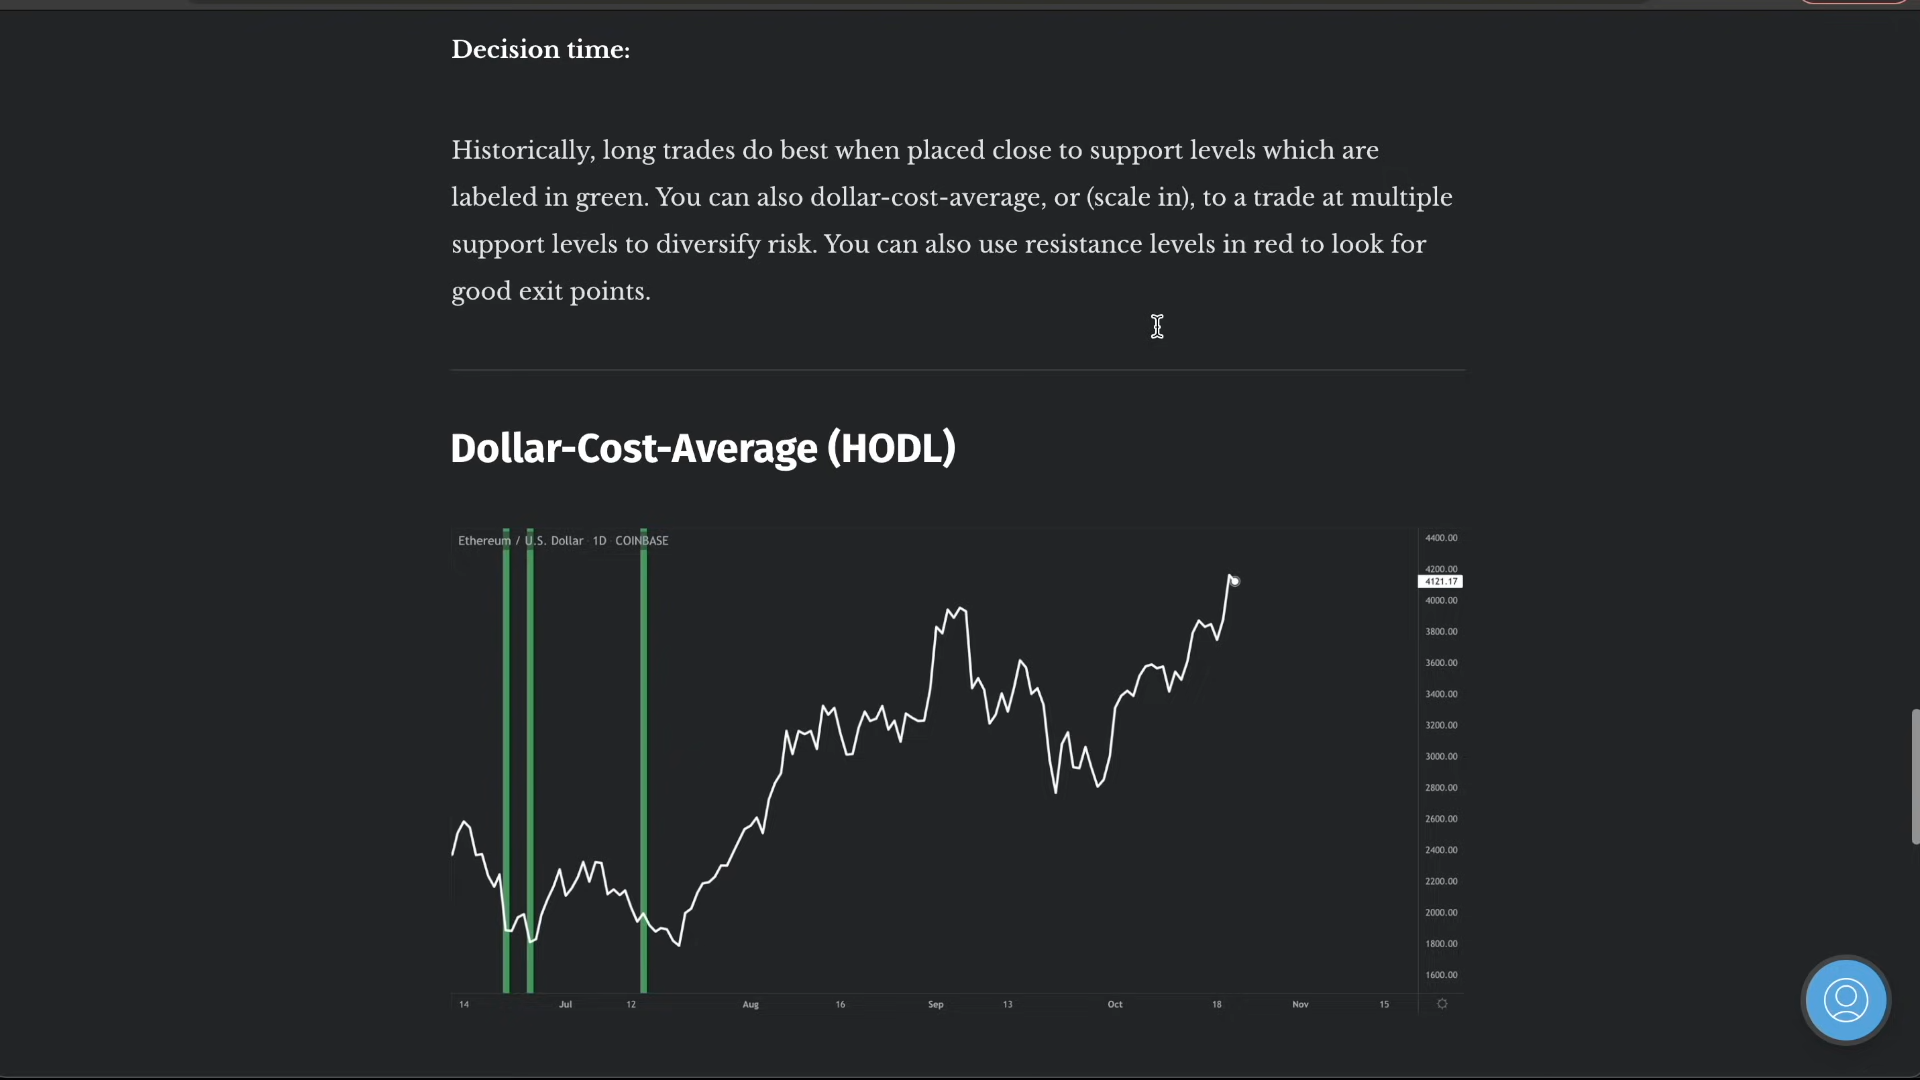 Decision time:
Historically, long trades do best when placed close to support levels which are
labeled in green. You can also dollar-cost-average, or (scale in), to a trade at multiple
support levels to diversify risk. You can also use resistance levels in red to look for
good exit points.
Dollar-Cost-Average (HODL)
Ethereum / U.S. Dollar · 1D · COINBASE
4400.00
4200.00
4121.17
4000.00
3800.00
3600.00
3400.00
3200.00
3000.00
2800.00
2600.00
2400.00
2200.00
2000.00
1800.00
1600.00
14 Jul 12 Aug 16 Sep 13 Oct 18 Nov 15